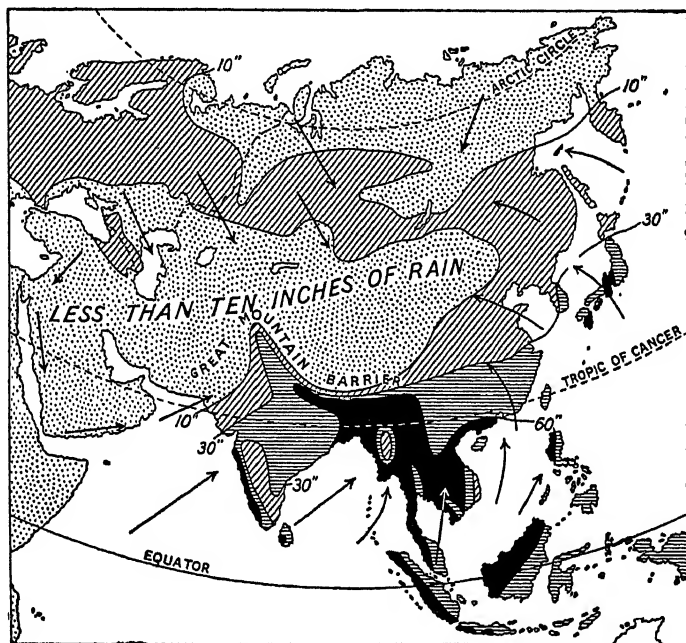 10"
ARCTIC CIRCLE
10"
30"
LESS THAN TEN INCHES OF RAIN
GREAT MOUNTAIN BARRIER
TROPIC OF CANCER
10"
60"
30"
30"
EQUATOR